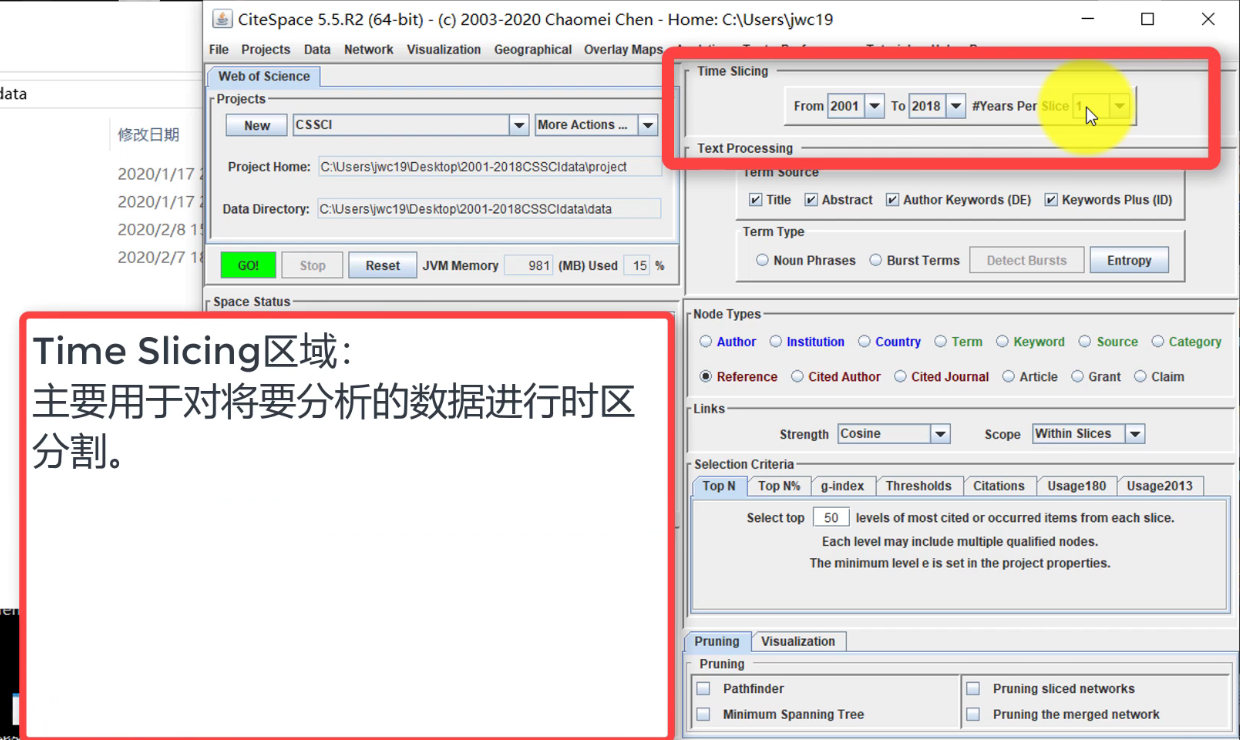 CiteSpace 5.5.R2 (64-bit) - (c) 2003-2020 Chaomei Chen - Home: C:\Users\jwc19
File Projects Data Network Visualization Geographical Overlay Maps
Web of Science
Time Slicing
data
Projects
From 2001 To 2018 #Years Per Slice 1
New CSSCI More Actions ...
修改日期
Text Processing
Project Home: C:\Users\jwc19\Desktop\2001-2018CSSCIdata\project
Term Source
2020/1/17
Title Abstract Author Keywords (DE) Keywords Plus (ID)
2020/1/17
Data Directory: C:\Users\jwc19\Desktop\2001-2018CSSCIdata\data
Term Type
2020/2/8 15
2020/2/7 18
Noun Phrases Burst Terms Detect Bursts Entropy
GO! Stop Reset JVM Memory 981 (MB) Used 15 %
Space Status
Node Types
Author Institution Country Term Keyword Source Category
Reference Cited Author Cited Journal Article Grant Claim
Time Slicing区域：
主要用于对将要分析的数据进行时区
分割。
Links
Strength Cosine Scope Within Slices
Selection Criteria
Top N Top N% g-index Thresholds Citations Usage180 Usage2013
Select top 50 levels of most cited or occurred items from each slice.
Each level may include multiple qualified nodes.
The minimum level e is set in the project properties.
Pruning Visualization
Pruning
Pathfinder Pruning sliced networks
Minimum Spanning Tree Pruning the merged network